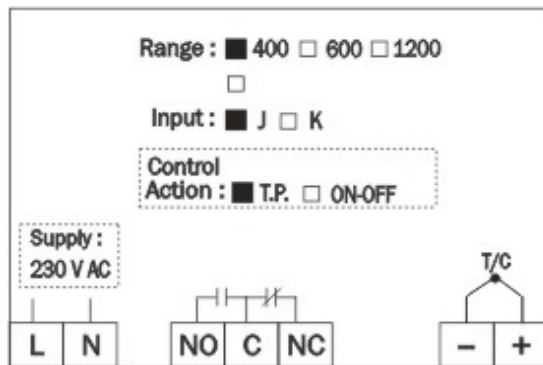 Range : ■ 400 □ 600 □ 1200
□
Input : ■ J □ K
Control
Action : ■ T.P. □ ON-OFF
Supply :
230 V AC
T/C
L N NO C NC - +